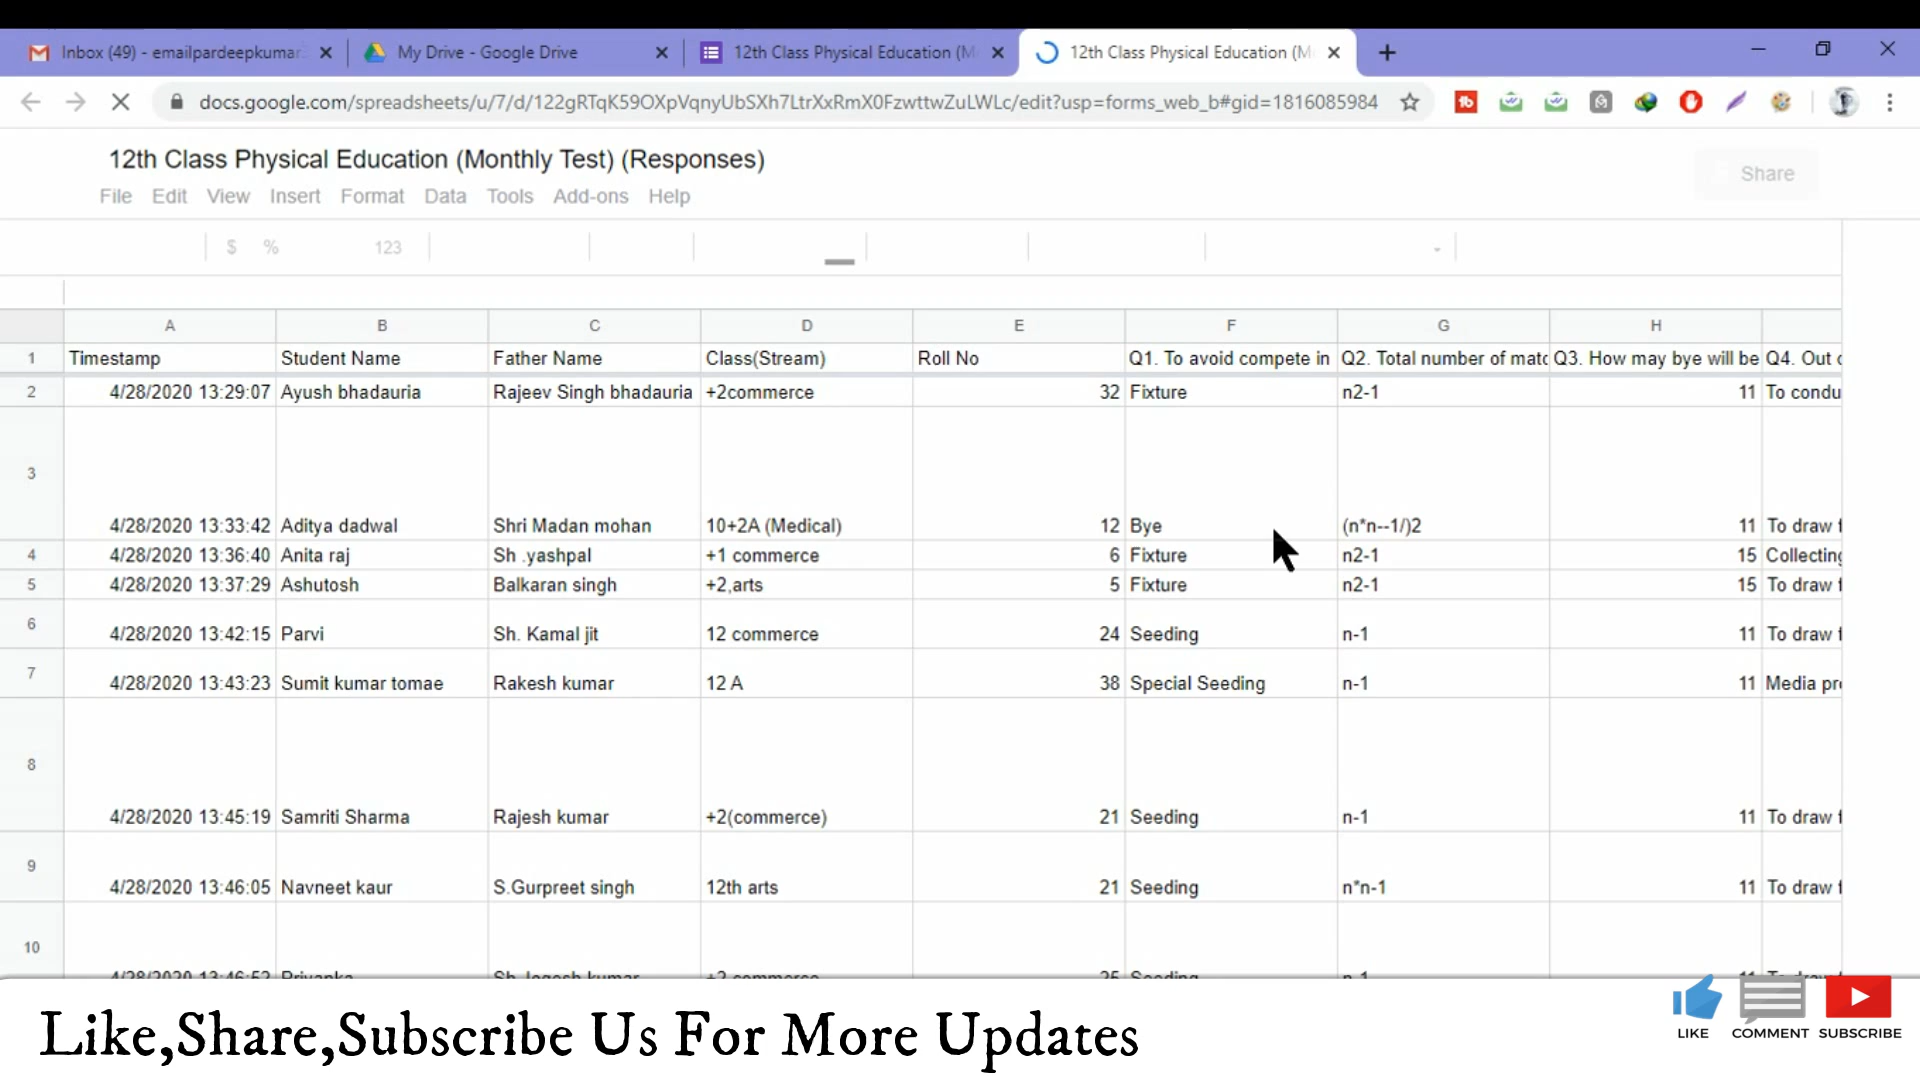 Inbox (49) - emailpardeepkumar
My Drive - Google Drive
12th Class Physical Education (M
12th Class Physical Education (M
docs.google.com/spreadsheets/u/7/d/122gRTqK59OXpVqnyUbSXh7LtrXxRmX0FzwttwZuLWLc/edit?usp=forms_web_b#gid=1816085984
12th Class Physical Education (Monthly Test) (Responses)
Share
File Edit View Insert Format Data Tools Add-ons Help
$ % 123
A B C D E F G H
1 Timestamp Student Name Father Name Class(Stream) Roll No Q1. To avoid compete in Q2. Total number of matc Q3. How may bye will be Q4. Out
2 4/28/2020 13:29:07 Ayush bhadauria Rajeev Singh bhadauria +2commerce 32 Fixture n2-1 11 To condu
3 4/28/2020 13:33:42 Aditya dadwal Shri Madan mohan 10+2A (Medical) 12 Bye (n*n--1/)2 11 To draw
4 4/28/2020 13:36:40 Anita raj Sh .yashpal +1 commerce 6 Fixture n2-1 15 Collecting
5 4/28/2020 13:37:29 Ashutosh Balkaran singh +2,arts 5 Fixture n2-1 15 To draw
6 4/28/2020 13:42:15 Parvi Sh. Kamal jit 12 commerce 24 Seeding n-1 11 To draw
7 4/28/2020 13:43:23 Sumit kumar tomae Rakesh kumar 12 A 38 Special Seeding n-1 11 Media pr
8 4/28/2020 13:45:19 Samriti Sharma Rajesh kumar +2(commerce) 21 Seeding n-1 11 To draw
9 4/28/2020 13:46:05 Navneet kaur S.Gurpreet singh 12th arts 21 Seeding n*n-1 11 To draw
10 4/28/2020 13:46:52 Priyanka +2 commerce Seeding n-1
Like,Share,Subscribe Us For More Updates
LIKE COMMENT SUBSCRIBE